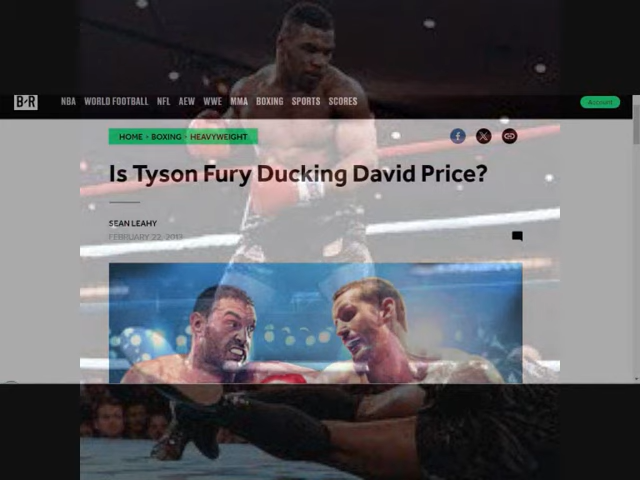 B/R NBA WORLD FOOTBALL NFL AEW WWE MMA BOXING SPORTS SCORES Account
HOME › BOXING › HEAVYWEIGHT
Is Tyson Fury Ducking David Price?
SEAN LEAHY
FEBRUARY 22, 2013